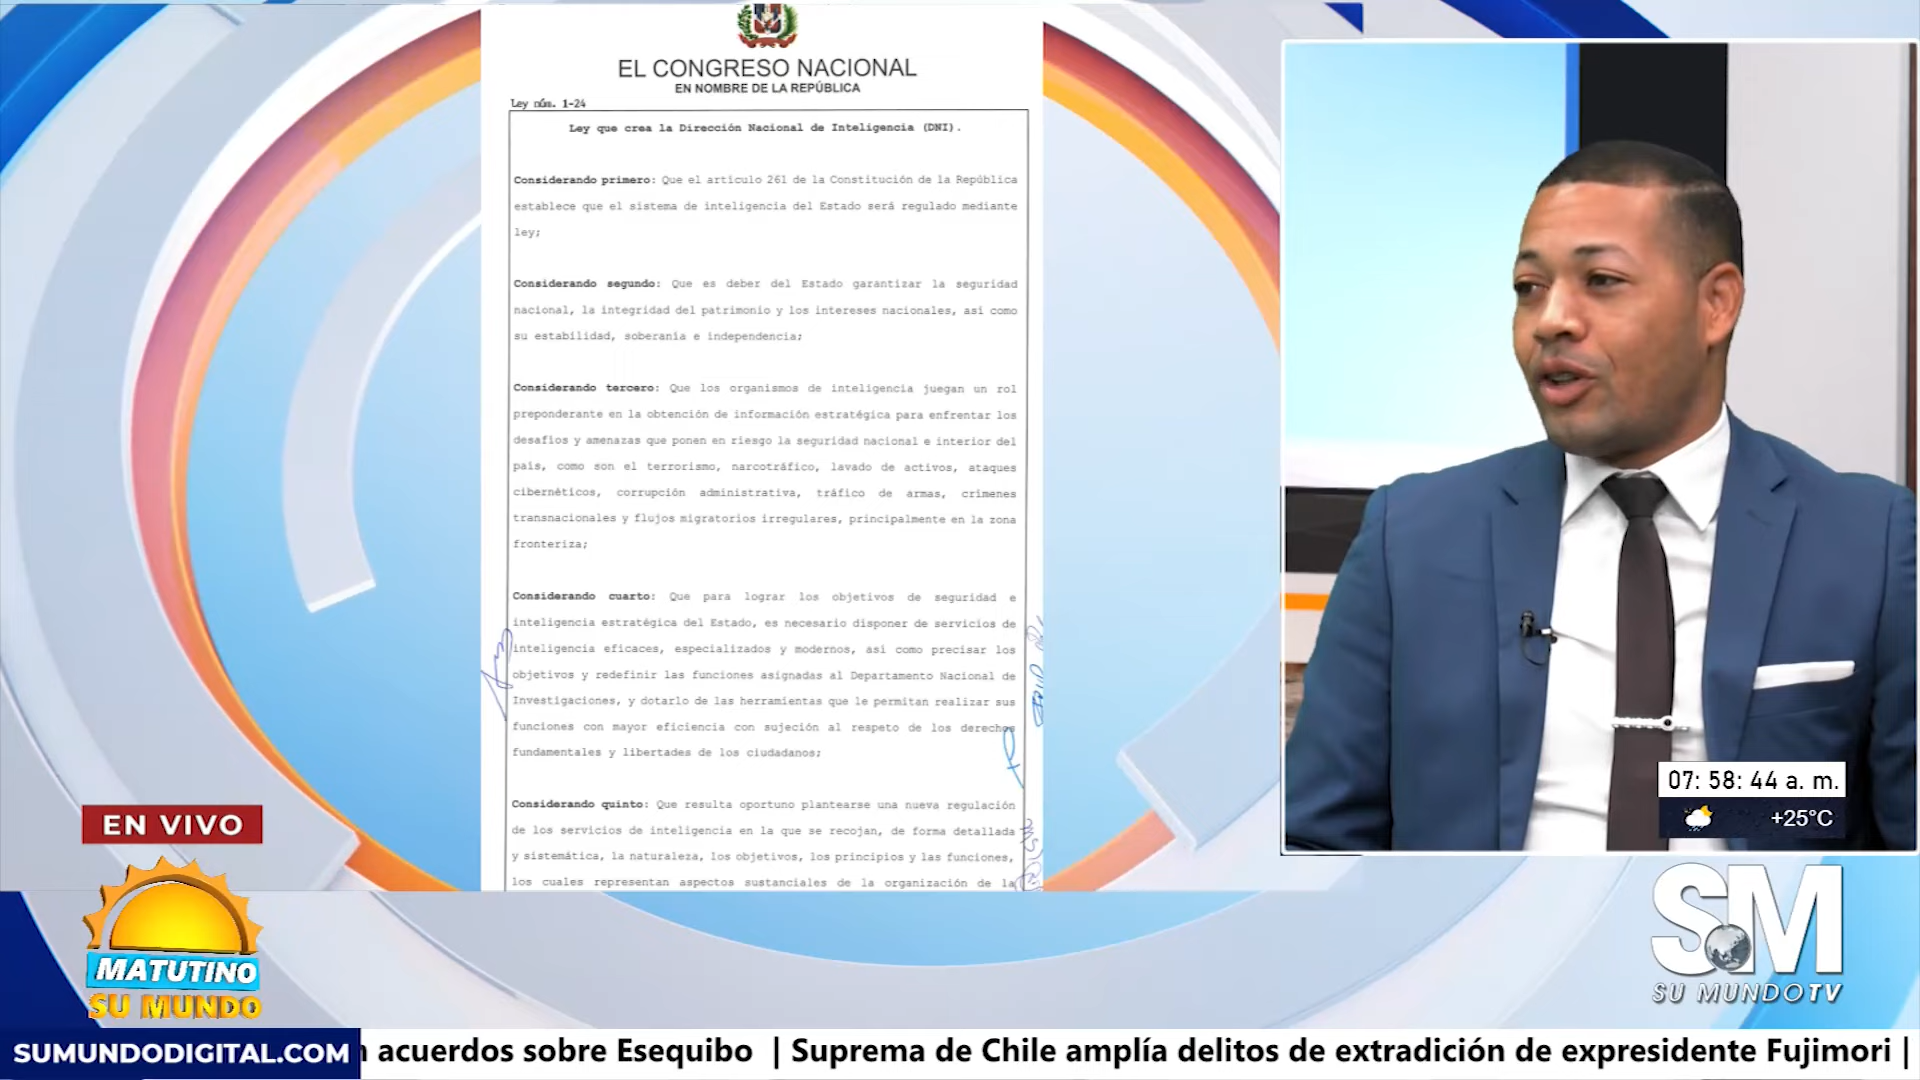 EL CONGRESO NACIONAL
EN NOMBRE DE LA REPÚBLICA
Ley núm. 1-24
Ley que crea la Dirección Nacional de Inteligencia (DNI).
Considerando primero: Que el artículo 261 de la Constitución de la República
establece que el sistema de inteligencia del Estado será regulado mediante
ley;
Considerando segundo: Que es deber del Estado garantizar la seguridad
nacional, la integridad del patrimonio y los intereses nacionales, así como
su estabilidad, soberanía e independencia;
Considerando tercero: Que los organismos de inteligencia juegan un rol
preponderante en la obtención de información estratégica para enfrentar los
desafíos y amenazas que ponen en riesgo la seguridad nacional e interior del
país, como son el terrorismo, narcotráfico, lavado de activos, ataques
cibernéticos, corrupción administrativa, tráfico de armas, crímenes
transnacionales y flujos migratorios irregulares, principalmente en la zona
fronteriza;
Considerando cuarto: Que para lograr los objetivos de seguridad e
inteligencia estratégica del Estado, es necesario disponer de servicios de
inteligencia eficaces, especializados y modernos, así como precisar los
objetivos y redefinir las funciones asignadas al Departamento Nacional de
Investigaciones, y dotarlo de las herramientas que le permitan realizar sus
funciones con mayor eficiencia con sujeción al respeto de los derechos
fundamentales y libertades de los ciudadanos;
Considerando quinto: Que resulta oportuno plantearse una nueva regulación
de los servicios de inteligencia en la que se recojan, de forma detallada
y sistemática, la naturaleza, los objetivos, los principios y las funciones,
los cuales representan aspectos sustanciales de la organización de la
07: 58: 44 a. m.
+25°C
EN VIVO
MATUTINO
SU MUNDO
SM
SU MUNDO TV
SUMUNDODIGITAL.COM
n acuerdos sobre Esequibo | Suprema de Chile amplía delitos de extradición de expresidente Fujimori |